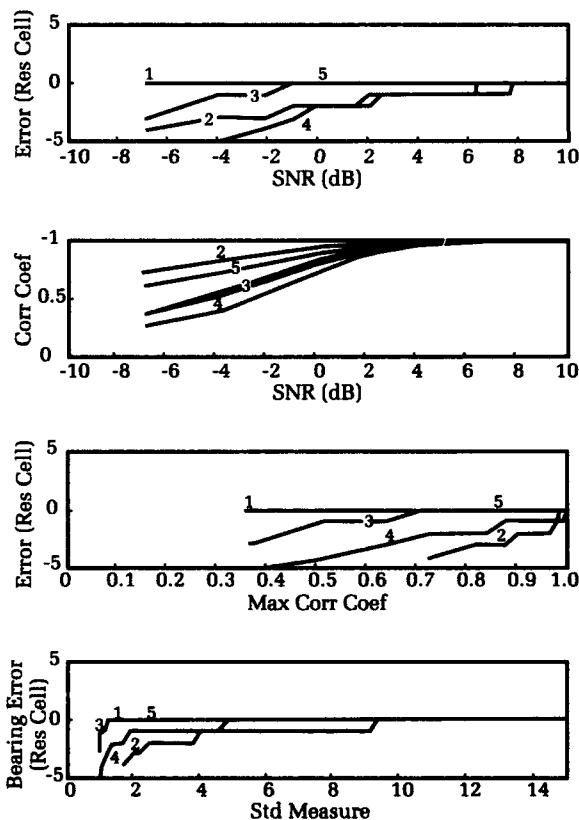 5
0
-5
Error (Res Cell)
1
5
3
2
4
-10 -8 -6 -4 -2 0 2 4 6 8 10
SNR (dB)
-1
0.5
0
Corr Coef
2
5
3
4
-10 -8 -6 -4 -2 0 2 4 6 8 10
SNR (dB)
5
0
-5
Error (Res Cell)
1
5
3
4
2
0 0.1 0.2 0.3 0.4 0.5 0.6 0.7 0.8 0.9 1.0
Max Corr Coef
5
0
-5
Bearing Error
(Res Cell)
3
1
5
4
2
0 2 4 6 8 10 12 14
Std Measure